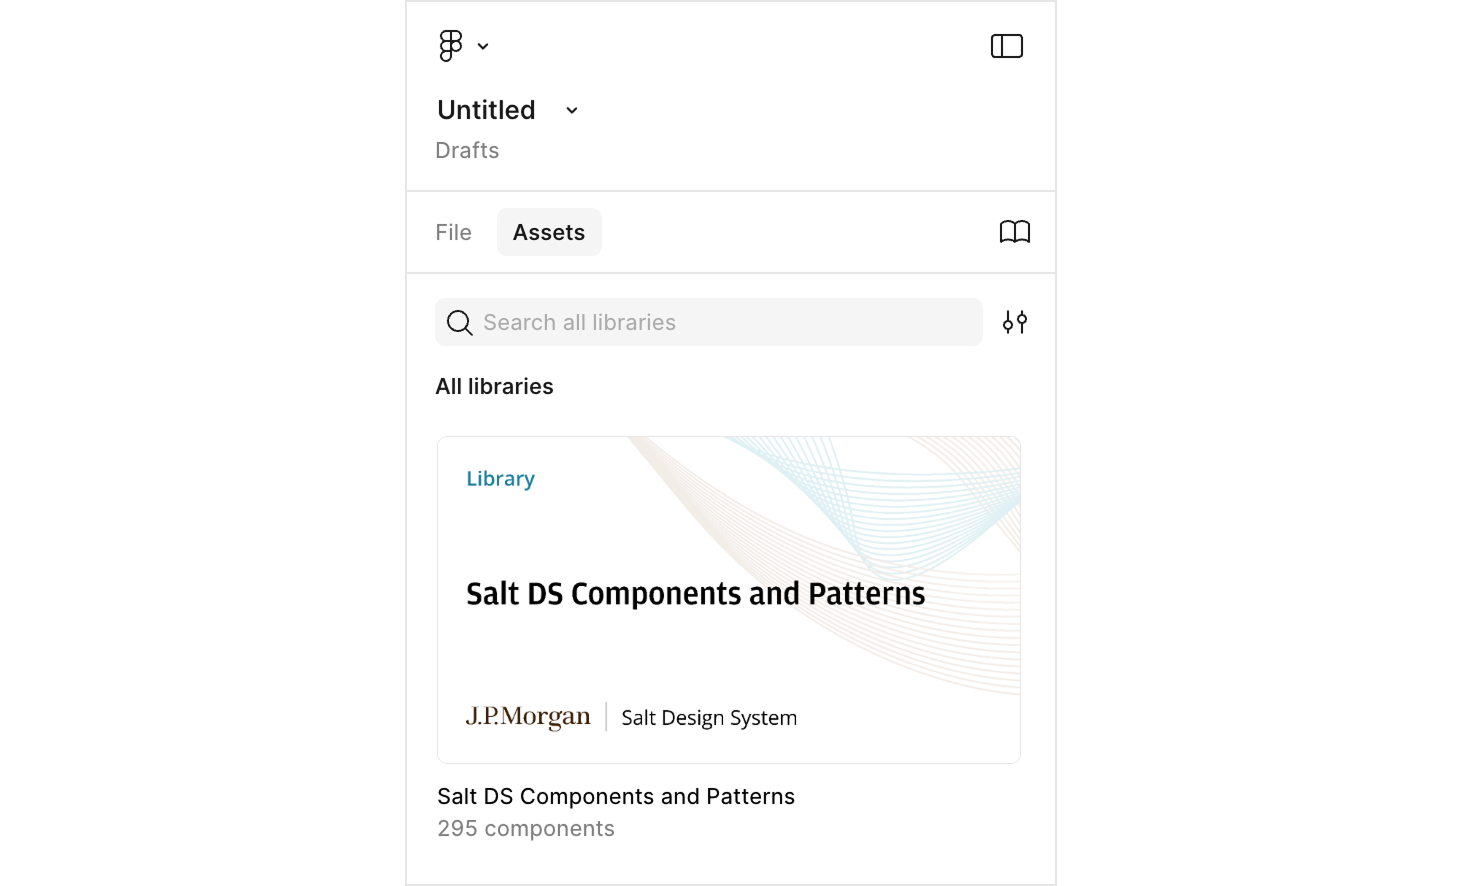 Untitled
Drafts
File Assets
Search all libraries
All libraries
Library
Salt DS Components and Patterns
J.P.Morgan Salt Design System
Salt DS Components and Patterns
295 components